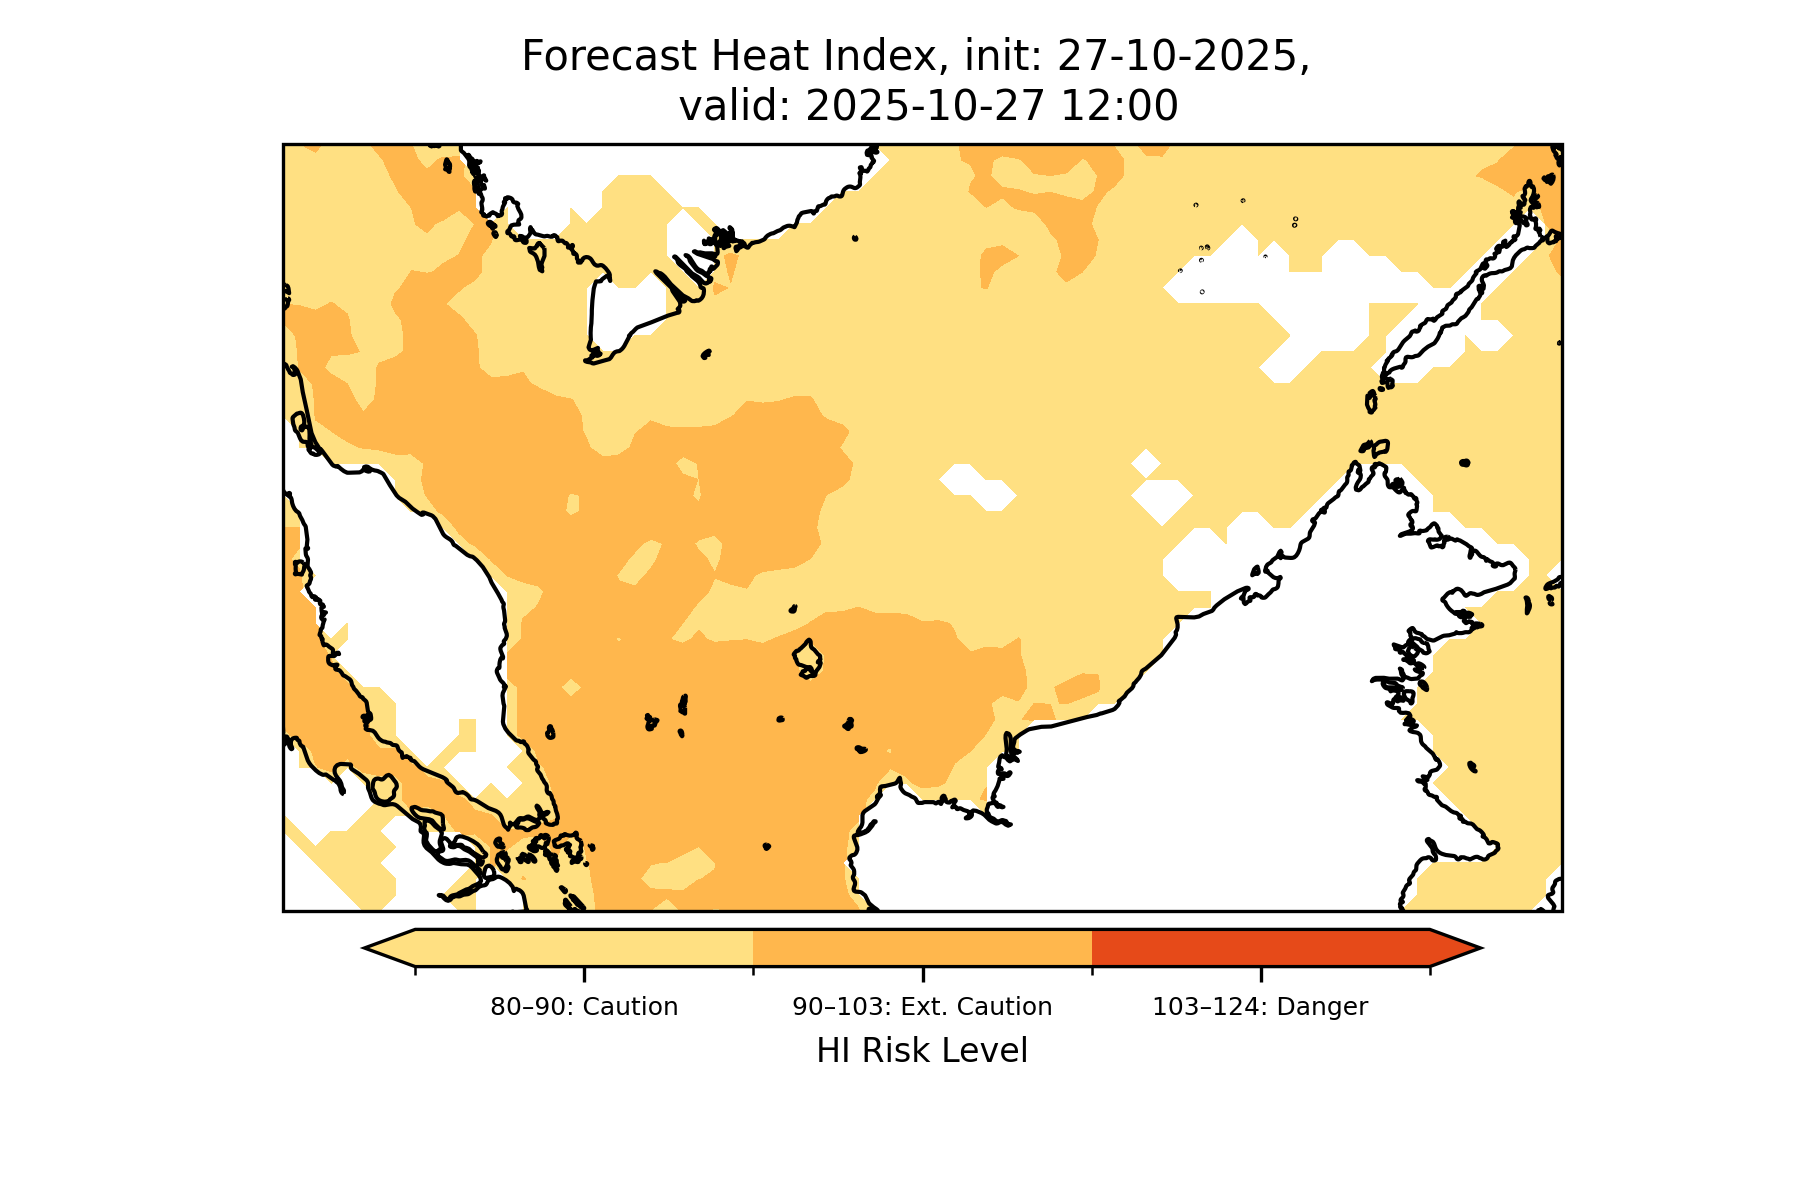 Forecast Heat Index, init: 27-10-2025,
valid: 2025-10-27 12:00
80–90: Caution
90–103: Ext. Caution
103–124: Danger
HI Risk Level